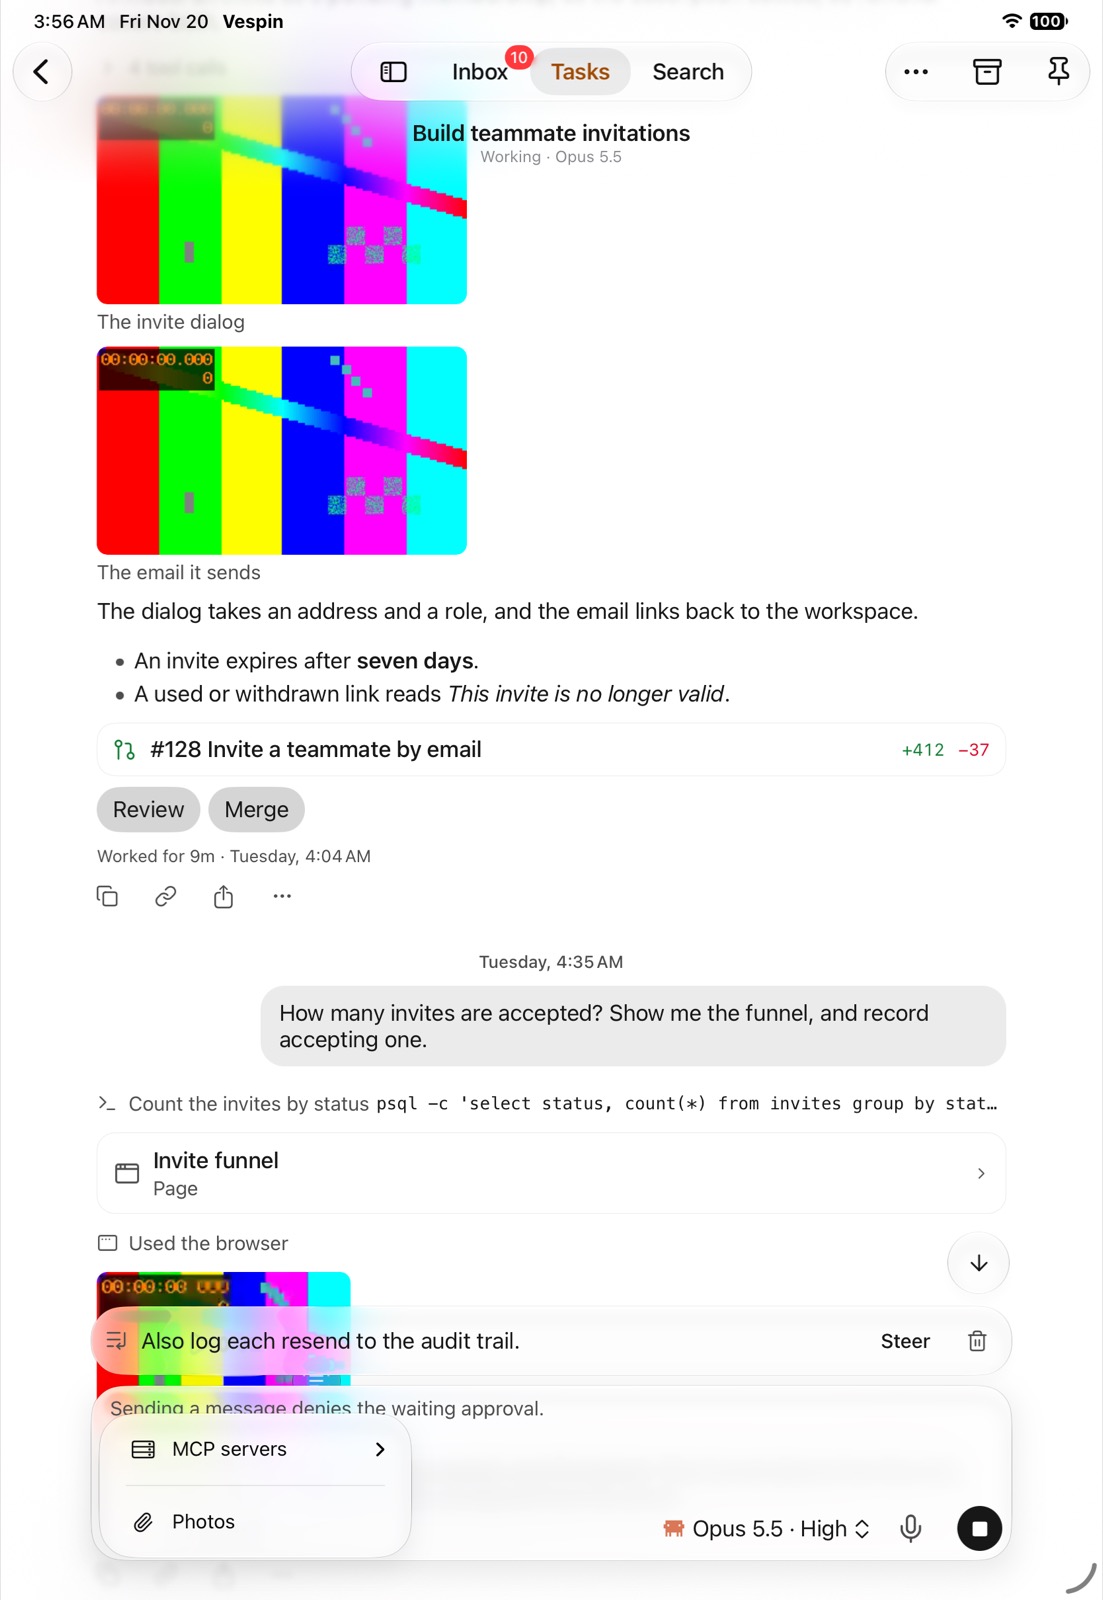 3:56 AM Fri Nov 20 Vespin
100
Inbox
10
Tasks
Search
Build teammate invitations
Working · Opus 5.5
The invite dialog
00:00:00.000
0
The email it sends
The dialog takes an address and a role, and the email links back to the workspace.
• An invite expires after seven days.
• A used or withdrawn link reads This invite is no longer valid.
#128 Invite a teammate by email
+412 −37
Review
Merge
Worked for 9m · Tuesday, 4:04 AM
Tuesday, 4:35 AM
How many invites are accepted? Show me the funnel, and record
accepting one.
Count the invites by status psql -c 'select status, count(*) from invites group by stat…
Invite funnel
Page
Used the browser
Also log each resend to the audit trail.
Steer
Sending a message denies the waiting approval.
MCP servers
Photos
Opus 5.5 · High